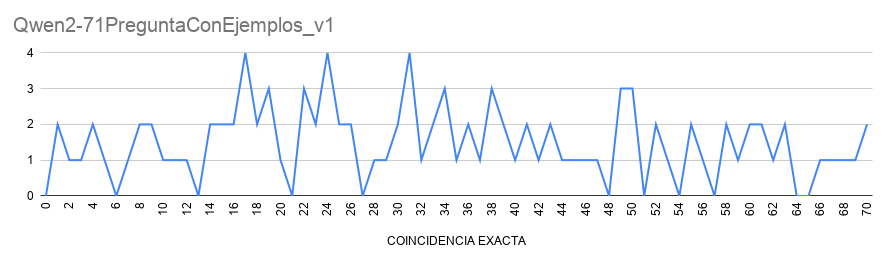 Qwen2-71PreguntaConEjemplos_v1
4
3
2
1
0
0 2 4 6 8 10 12 14 16 18 20 21 22 24 26 28 30 32 34 36 38 40 42 44 46 48 50 52 54 56 58 60 62 64 66 68 70
COINCIDENCIA EXACTA